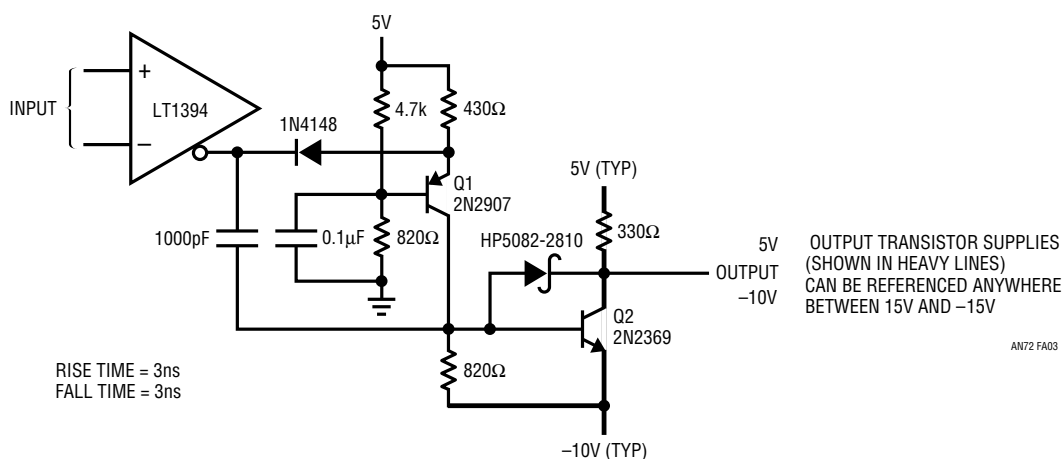 5V
INPUT
+
−
LT1394
1N4148
4.7k
430Ω
Q1
2N2907
1000pF
0.1µF
820Ω
HP5082-2810
5V (TYP)
330Ω
5V
OUTPUT
–10V
OUTPUT TRANSISTOR SUPPLIES
(SHOWN IN HEAVY LINES)
CAN BE REFERENCED ANYWHERE
BETWEEN 15V AND –15V
Q2
2N2369
AN72 FA03
820Ω
RISE TIME = 3ns
FALL TIME = 3ns
–10V (TYP)